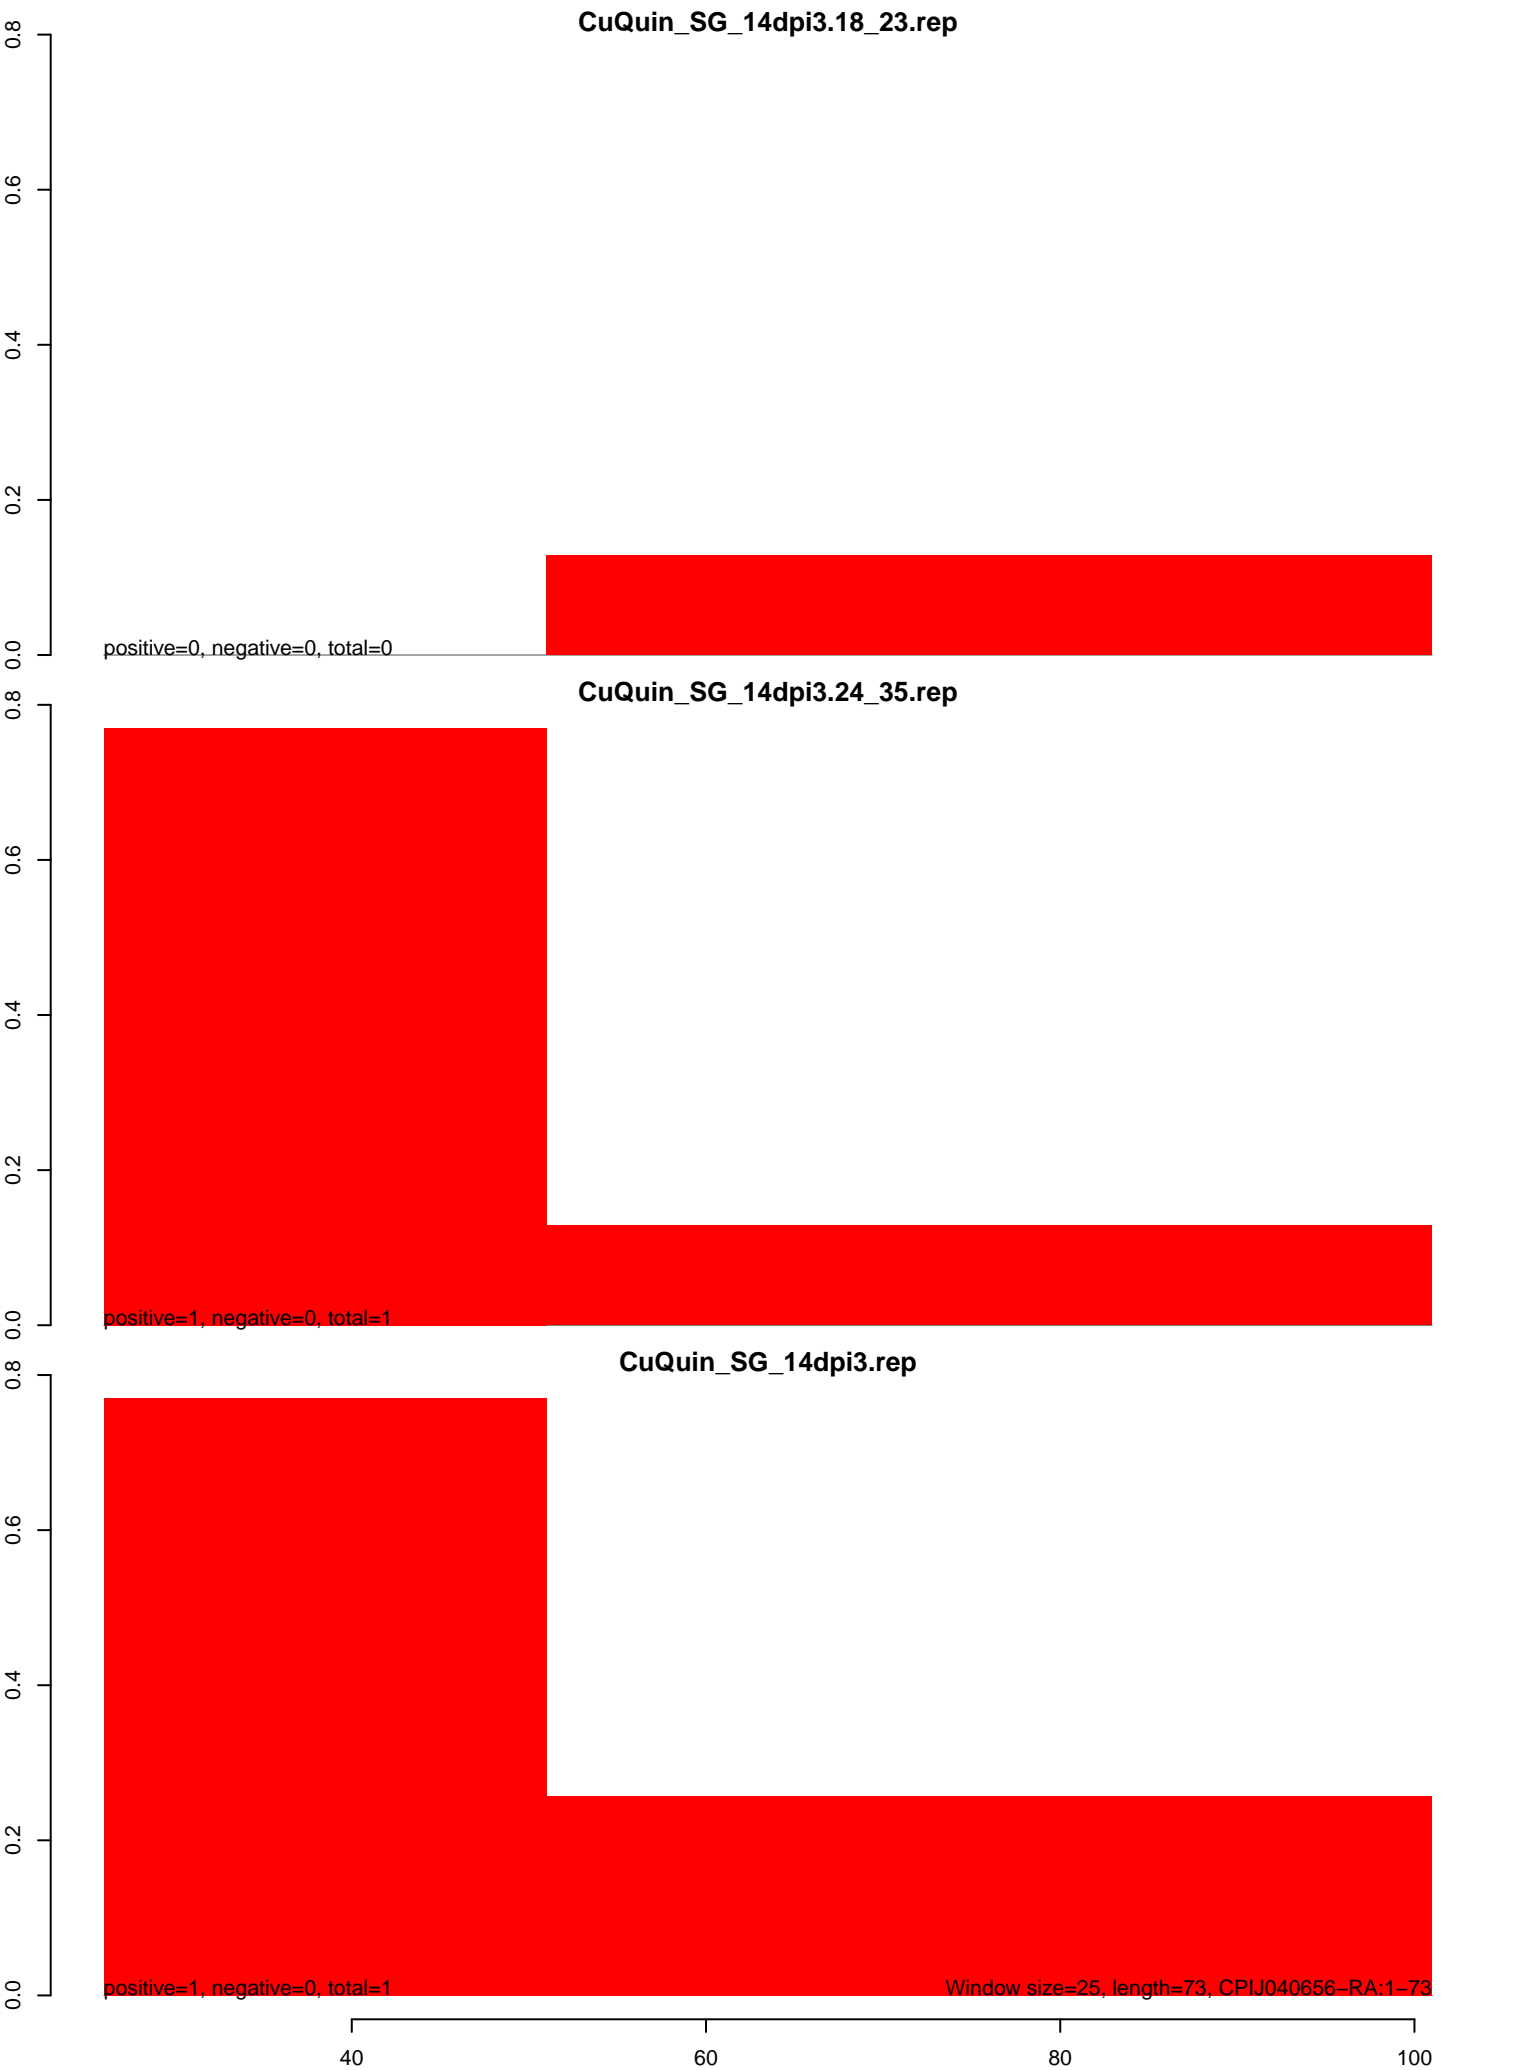 CuQuin_SG_14dpi3.18_23.rep
0.8
0.6
0.4
0.2
0.0
positive=0, negative=0, total=0
CuQuin_SG_14dpi3.24_35.rep
0.8
0.6
0.4
0.2
0.0
positive=1, negative=0, total=1
CuQuin_SG_14dpi3.rep
0.8
0.6
0.4
0.2
0.0
positive=1, negative=0, total=1
Window size=25, length=73, CPIJ040656−RA:1−73
40 60 80 100